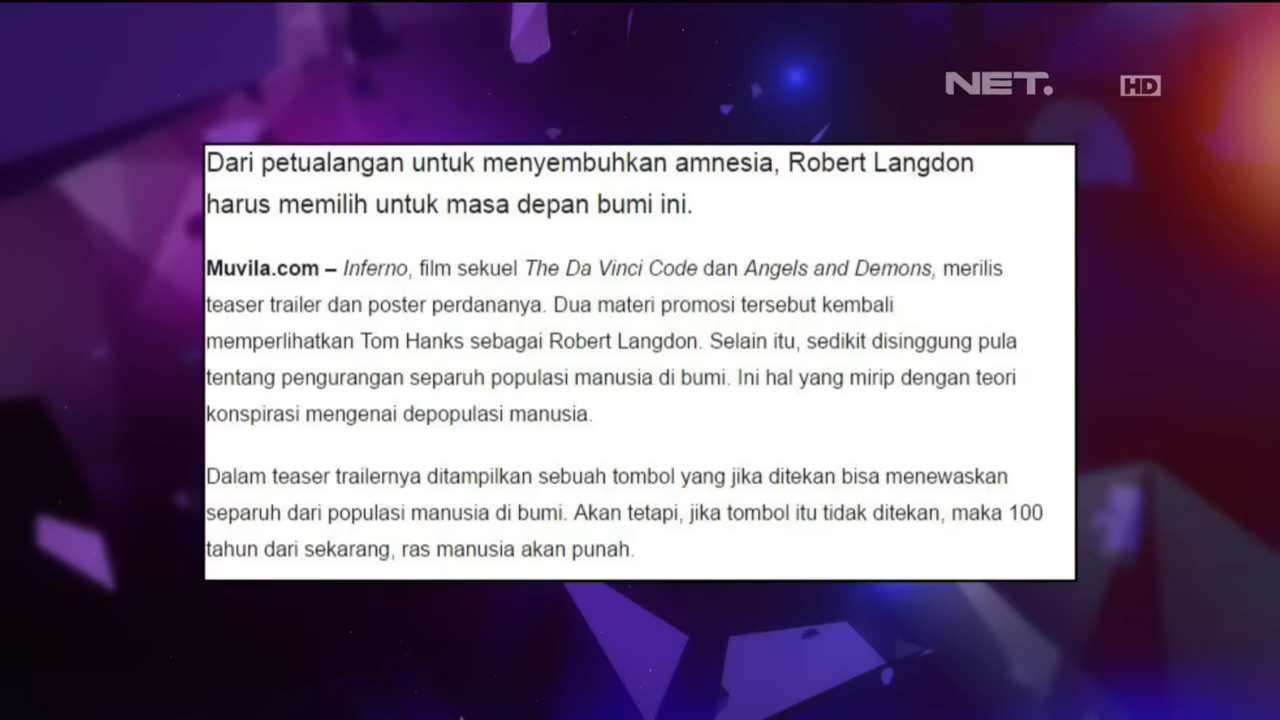 NET.
HD
Dari petualangan untuk menyembuhkan amnesia, Robert Langdon
harus memilih untuk masa depan bumi ini.
Muvila.com – Inferno, film sekuel The Da Vinci Code dan Angels and Demons, merilis
teaser trailer dan poster perdananya. Dua materi promosi tersebut kembali
memperlihatkan Tom Hanks sebagai Robert Langdon. Selain itu, sedikit disinggung pula
tentang pengurangan separuh populasi manusia di bumi. Ini hal yang mirip dengan teori
konspirasi mengenai depopulasi manusia.
Dalam teaser trailernya ditampilkan sebuah tombol yang jika ditekan bisa menewaskan
separuh dari populasi manusia di bumi. Akan tetapi, jika tombol itu tidak ditekan, maka 100
tahun dari sekarang, ras manusia akan punah.